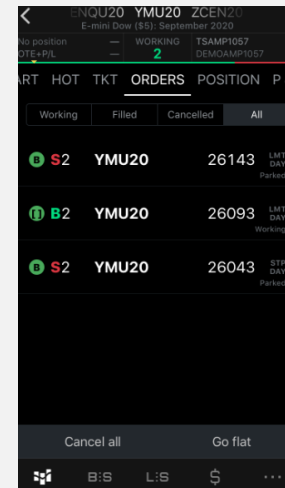 ENQU20 YMU20 ZCEN20
E-mini Dow ($5): September 2020
No position — WORKING TSAMP1057
OTE+P/L — 2 DEMOAMP1057
ART HOT TKT ORDERS POSITION P
Working Filled Cancelled All
B S2 YMU20 26143 LMT DAY
Parked
B2 YMU20 26093 LMT DAY
Working
B S2 YMU20 26043 STP DAY
Parked
Cancel all Go flat
B:S L:S $ ...